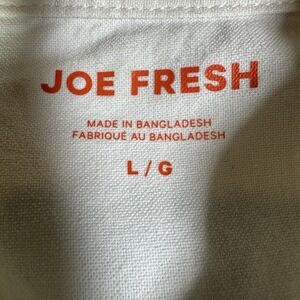 JOE FRESH
MADE IN BANGLADESH
FABRIQUÉ AU BANGLADESH
L / G